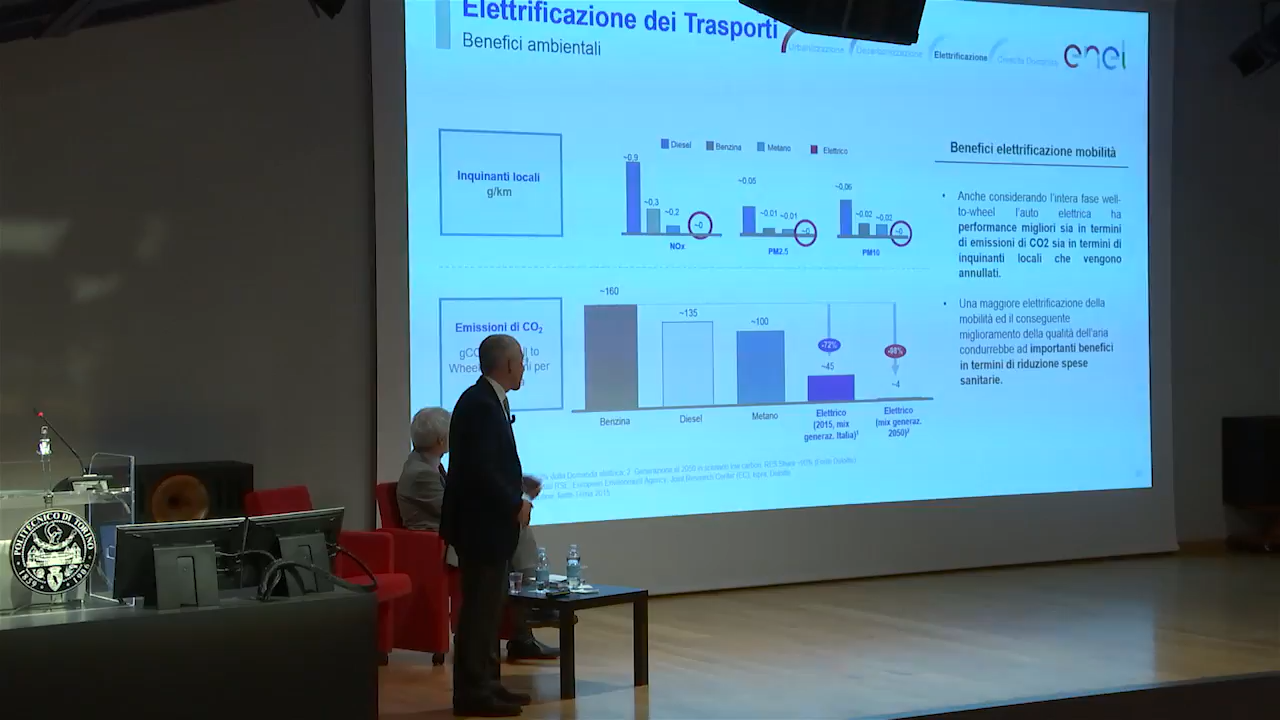 Elettrificazione dei Trasporti
Benefici ambientali
Urbanizzazione
Decarbonizzazione
Elettrificazione
enel
Inquinanti locali
g/km
Diesel
Benzina
Metano
Elettrico
~0,9
~0,3
~0,2
~0
NOx
~0.05
~0.01
~0.01
~0
PM2.5
~0,06
~0.02
~0,02
~0
PM10
Benefici elettrificazione mobilità
• Anche considerando l'intera fase well-
to-wheel l'auto elettrica ha
performance migliori sia in termini
di emissioni di CO2 sia in termini di
inquinanti locali che vengono
annullati.
• Una maggiore elettrificazione della
mobilità ed il conseguente
miglioramento della qualità dell'aria
condurrebbe ad importanti benefici
in termini di riduzione spese
sanitarie.
Emissioni di CO2
to
Whee
per
~160
~135
~100
-72%
~45
-98%
~4
Benzina
Diesel
Metano
Elettrico
(2015, mix
generaz. Italia)1
Elettrico
(mix generaz.
2050)2
POLITECNICO DI TORINO
1859